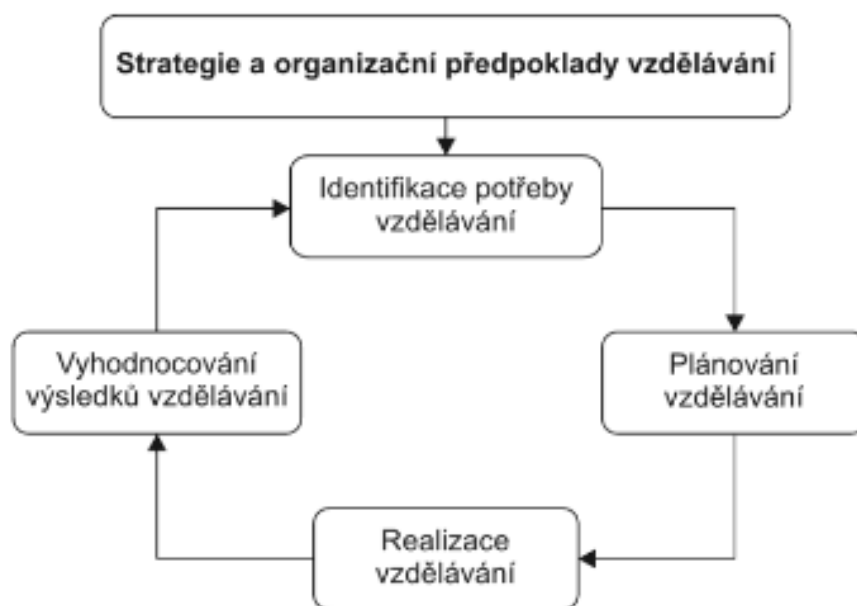 Strategie a organizační předpoklady vzdělávání
Identifikace potřeby
vzdělávání
Vyhodnocování
výsledků vzdělávání
Plánování
vzdělávání
Realizace
vzdělávání